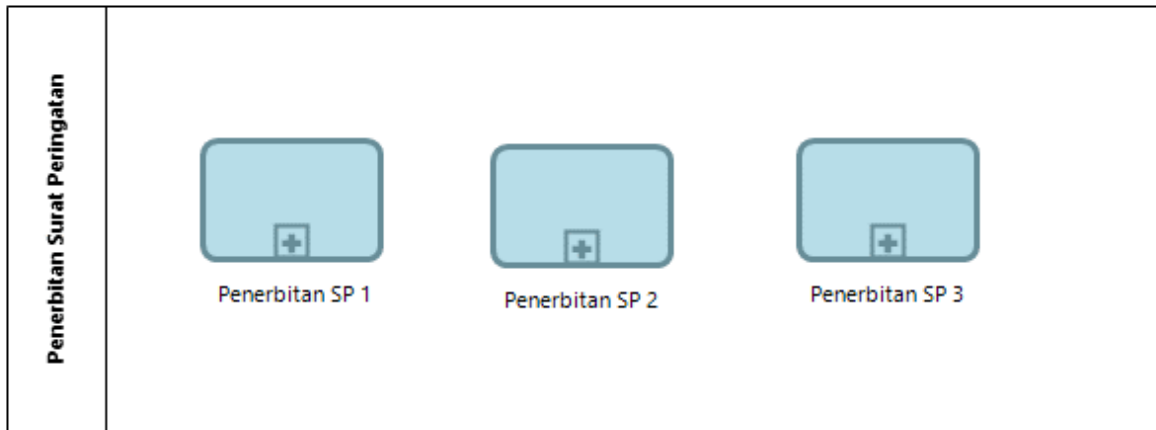 Penerbitan Surat Peringatan
Penerbitan SP 1
Penerbitan SP 2
Penerbitan SP 3